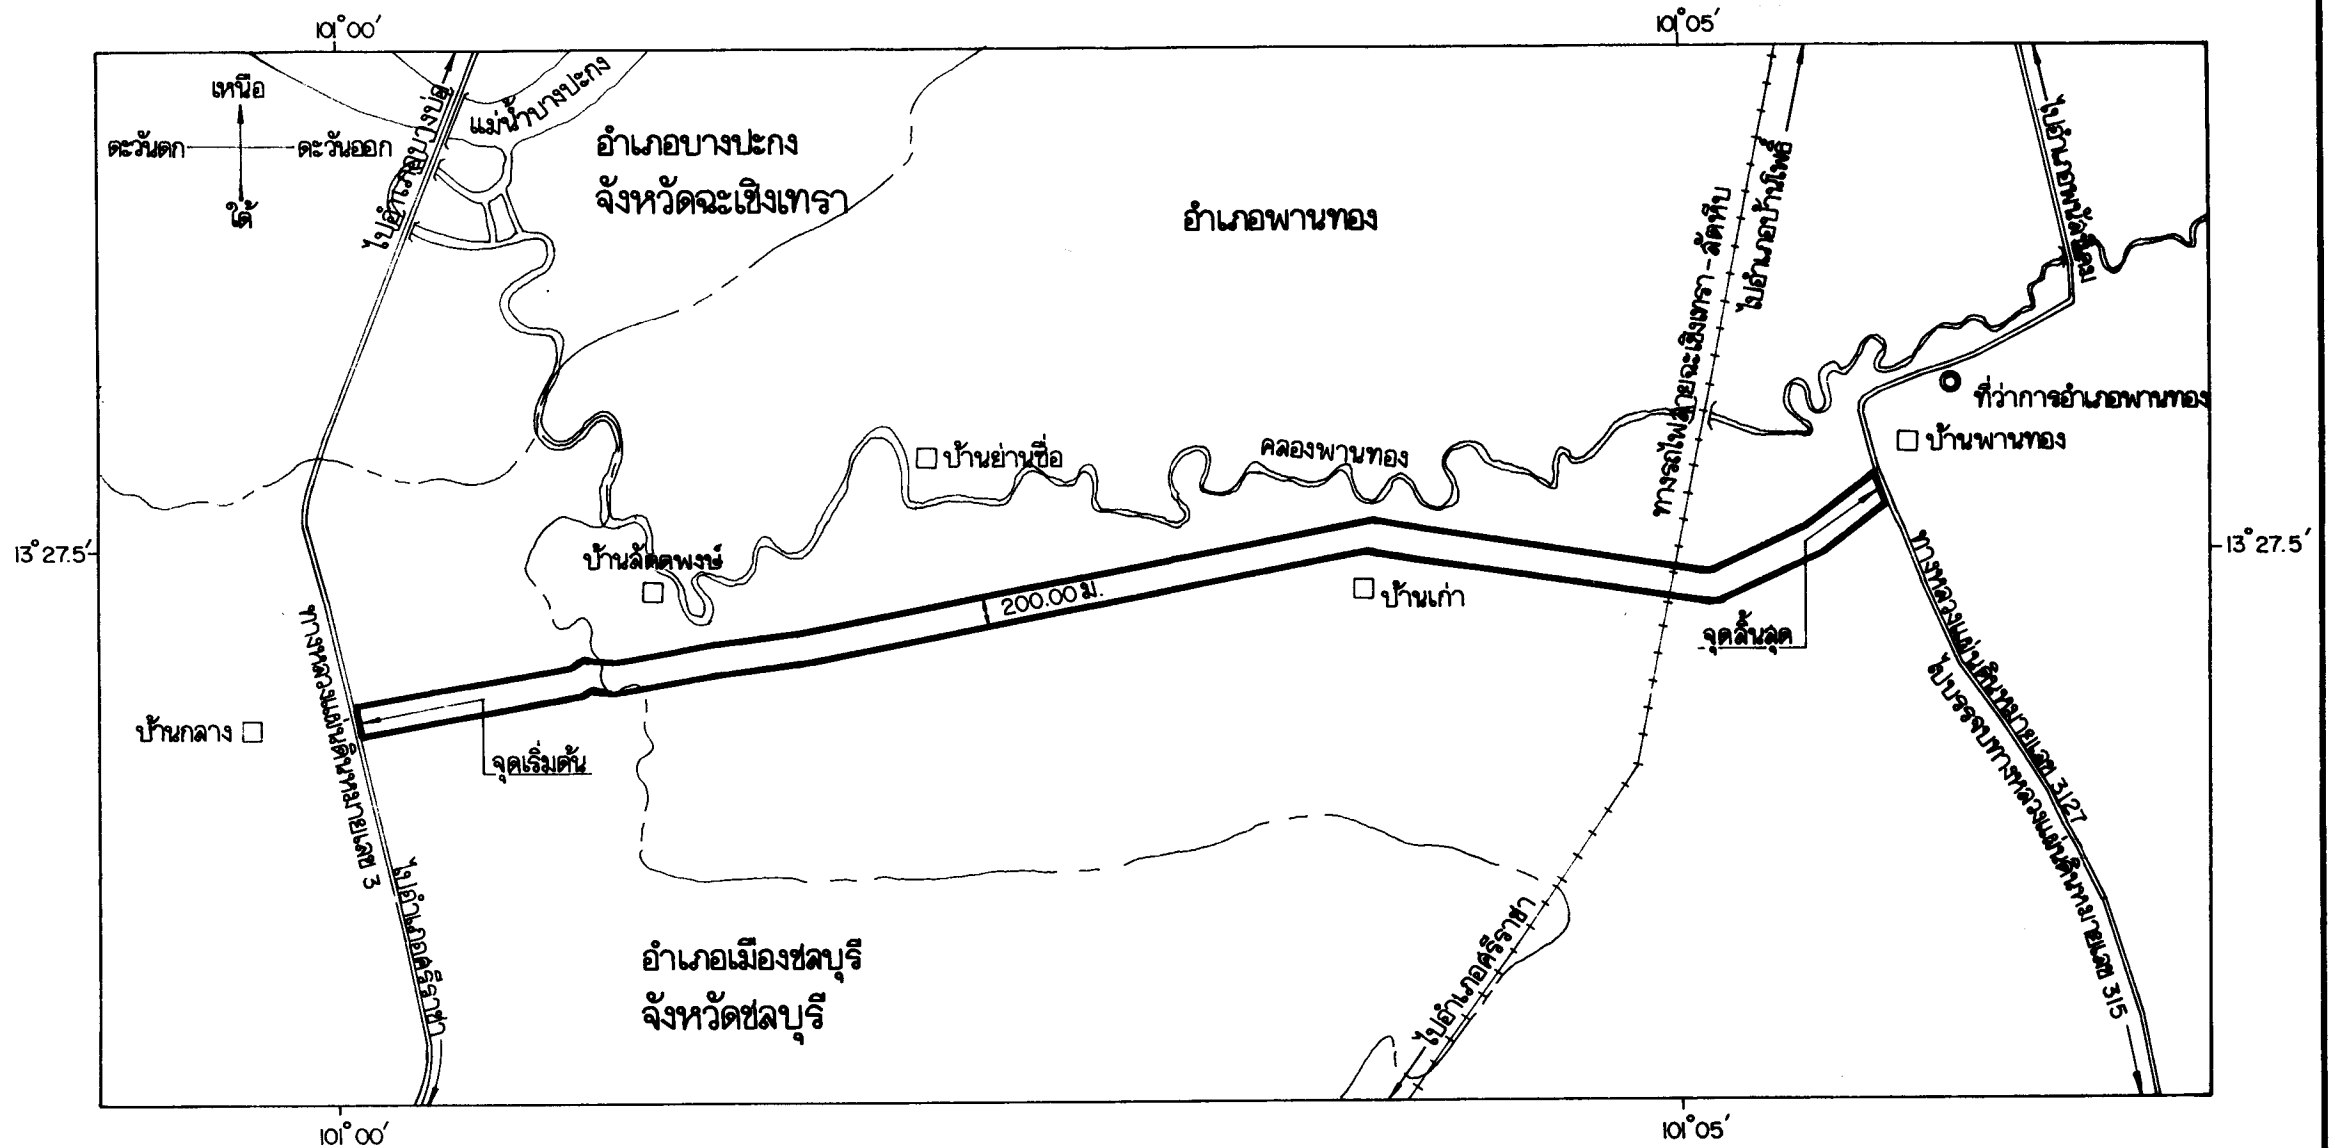 101°00′
101°05′
เหนือ
ตะวันตก
ตะวันออก
ใต้
ไปอำเภอบางบ่อ
แม่น้ำบางปะกง
อำเภอบางปะกง
จังหวัดฉะเชิงเทรา
อำเภอพานทอง
ทางรถไฟสายฉะเชิงเทรา - สัตหีบ
ไปอำเภอบ้านโพธิ์
ไปอำเภอพนัสนิคม
ที่ว่าการอำเภอพานทอง
บ้านพานทอง
บ้านย่านซื่อ
คลองพานทอง
13°27.5′
13°27.5′
บ้านลัดดพงษ์
200.00 ม.
บ้านเก่า
จุดสิ้นสุด
ทางหลวงแผ่นดินหมายเลข 3
บ้านกลาง
จุดเริ่มต้น
ทางหลวงแผ่นดินหมายเลข 3127
ไปบรรจบทางหลวงแผ่นดินหมายเลข 315
ไปอำเภอศรีราชา
ไปอำเภอศรีราชา
อำเภอเมืองชลบุรี
จังหวัดชลบุรี
101°00′
101°05′